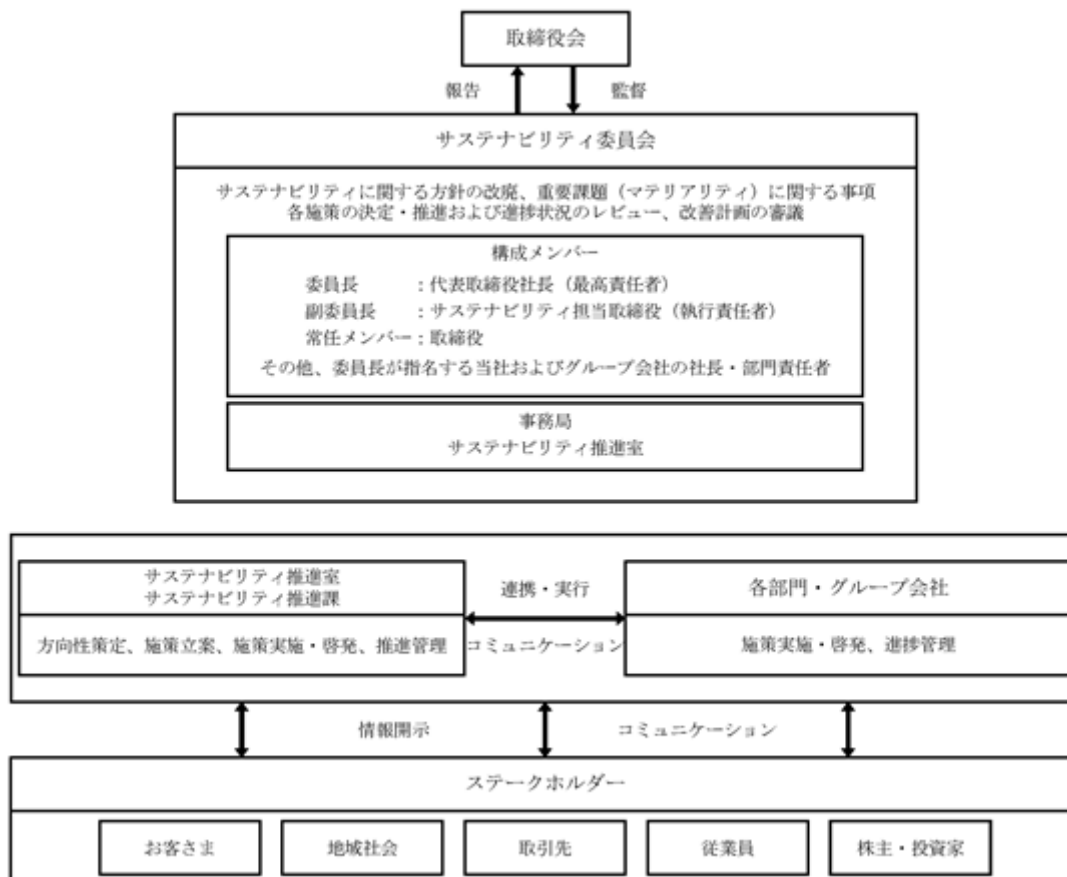 取締役会
報告
監督
サステナビリティ委員会
サステナビリティに関する方針の改廃、重要課題（マテリアリティ）に関する事項
各施策の決定・推進および進捗状況のレビュー、改善計画の審議
構成メンバー
委員長　　　：代表取締役社長（最高責任者）
副委員長　　：サステナビリティ担当取締役（執行責任者）
常任メンバー：取締役
その他、委員長が指名する当社およびグループ会社の社長・部門責任者
事務局
サステナビリティ推進室
サステナビリティ推進室
サステナビリティ推進課
方向性策定、施策立案、施策実施・啓発、推進管理
連携・実行
コミュニケーション
各部門・グループ会社
施策実施・啓発、進捗管理
情報開示
コミュニケーション
ステークホルダー
お客さま
地域社会
取引先
従業員
株主・投資家